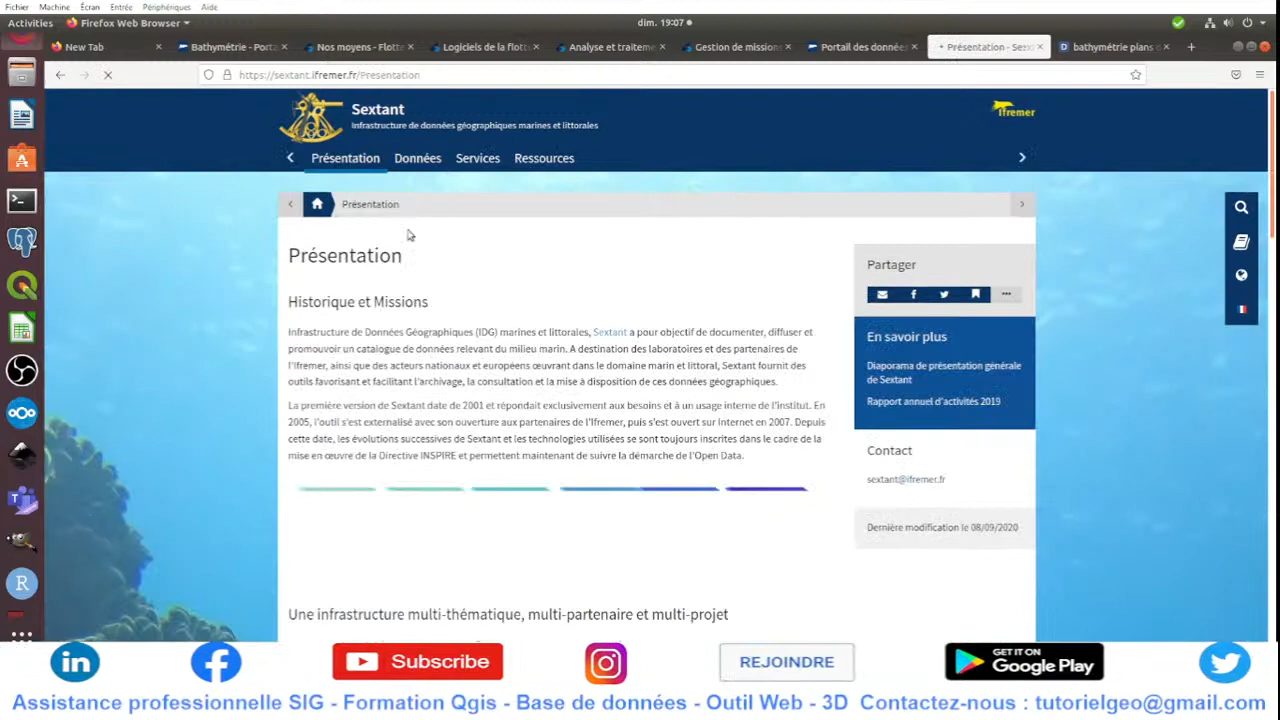 Fichier Machine Écran Entrée Périphériques Aide
Activities Firefox Web Browser dim. 19:07
New Tab × Bathymétrie - Porta × Nos moyens - Flotte × Logiciels de la flott × Analyse et traiteme × Gestion de missions × Portail des données × Présentation - Sext × bathymétrie plans d ×
https://sextant.ifremer.fr/Presentation
Sextant
Infrastructure de données géographiques marines et littorales
ifremer
Présentation Données Services Ressources
Présentation
Présentation
Historique et Missions
Infrastructure de Données Géographiques (IDG) marines et littorales, Sextant a pour objectif de documenter, diffuser et
promouvoir un catalogue de données relevant du milieu marin. A destination des laboratoires et des partenaires de
l'Ifremer, ainsi que des acteurs nationaux et européens œuvrant dans le domaine marin et littoral, Sextant fournit des
outils favorisant et facilitant l'archivage, la consultation et la mise à disposition de ces données géographiques.
La première version de Sextant date de 2001 et répondait exclusivement aux besoins et à un usage interne de l'institut. En
2005, l'outil s'est externalisé avec son ouverture aux partenaires de l'Ifremer, puis s'est ouvert sur Internet en 2007. Depuis
cette date, les évolutions successives de Sextant et les technologies utilisées se sont toujours inscrites dans le cadre de la
mise en œuvre de la Directive INSPIRE et permettent maintenant de suivre la démarche de l'Open Data.
Une infrastructure multi-thématique, multi-partenaire et multi-projet
Partager
En savoir plus
Diaporama de présentation générale
de Sextant
Rapport annuel d'activités 2019
Contact
sextant@ifremer.fr
Dernière modification le 08/09/2020
in f Subscribe REJOINDRE GET IT ON
Google Play
Assistance professionnelle SIG - Formation Qgis - Base de données - Outil Web - 3D Contactez-nous : tutorielgeo@gmail.com